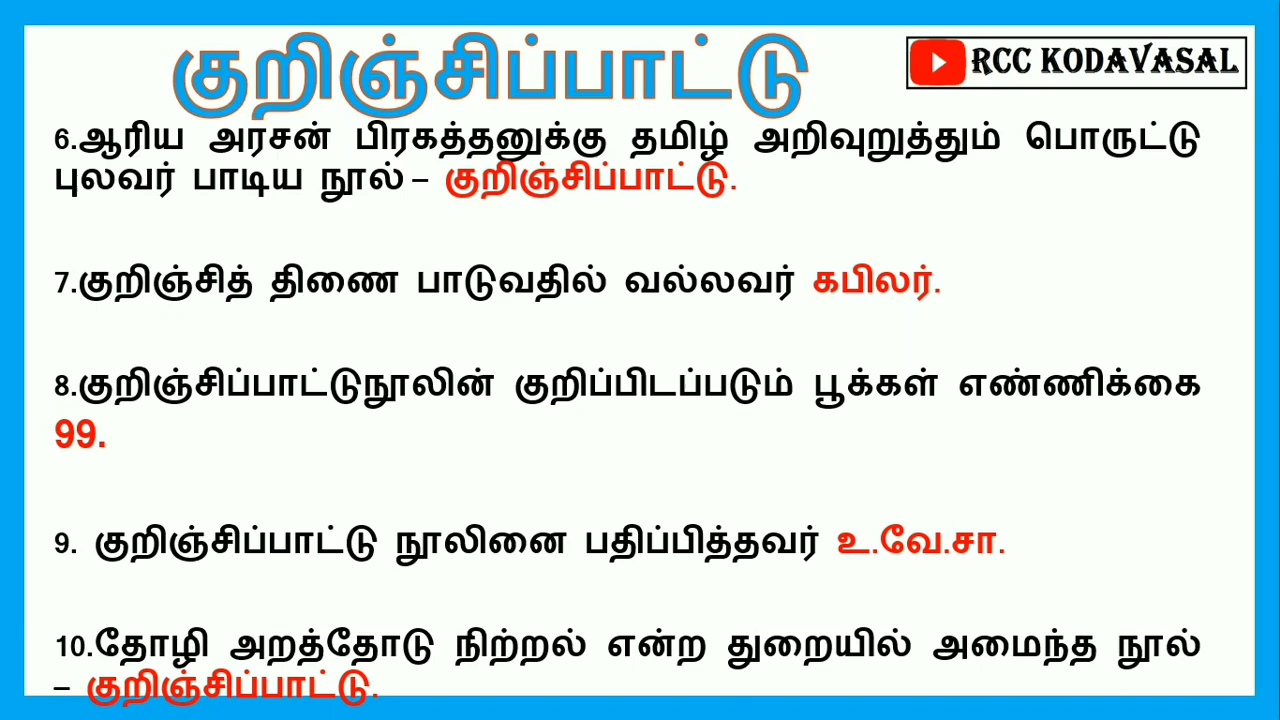 குறிஞ்சிப்பாட்டு
RCC KODAVASAL
6.ஆரிய அரசன் பிரகத்தனுக்கு தமிழ் அறிவுறுத்தும் பொருட்டு
புலவர் பாடிய நூல் – குறிஞ்சிப்பாட்டு.
7.குறிஞ்சித் திணை பாடுவதில் வல்லவர் கபிலர்.
8.குறிஞ்சிப்பாட்டுநூலின் குறிப்பிடப்படும் பூக்கள் எண்ணிக்கை
99.
9. குறிஞ்சிப்பாட்டு நூலினை பதிப்பித்தவர் உ.வே.சா.
10.தோழி அறத்தோடு நிற்றல் என்ற துறையில் அமைந்த நூல்
– குறிஞ்சிப்பாட்டு.